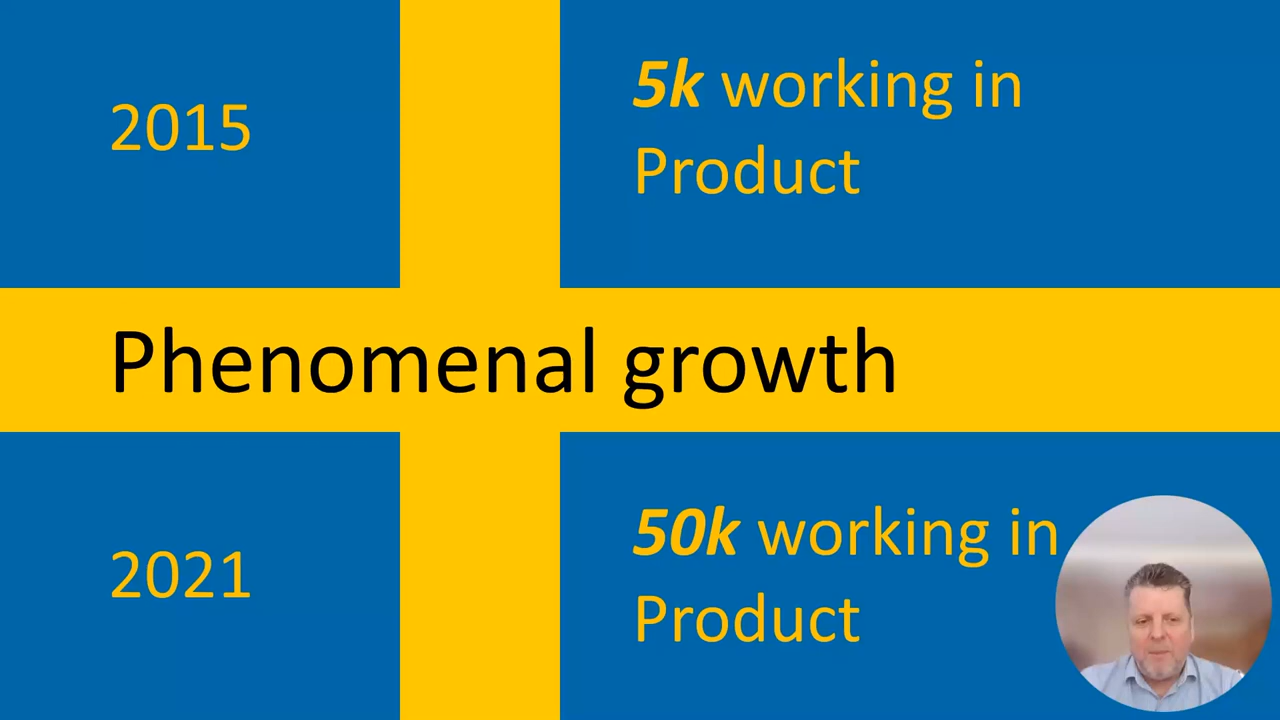 2015
5k working in
Product
Phenomenal growth
2021
50k working in
Product